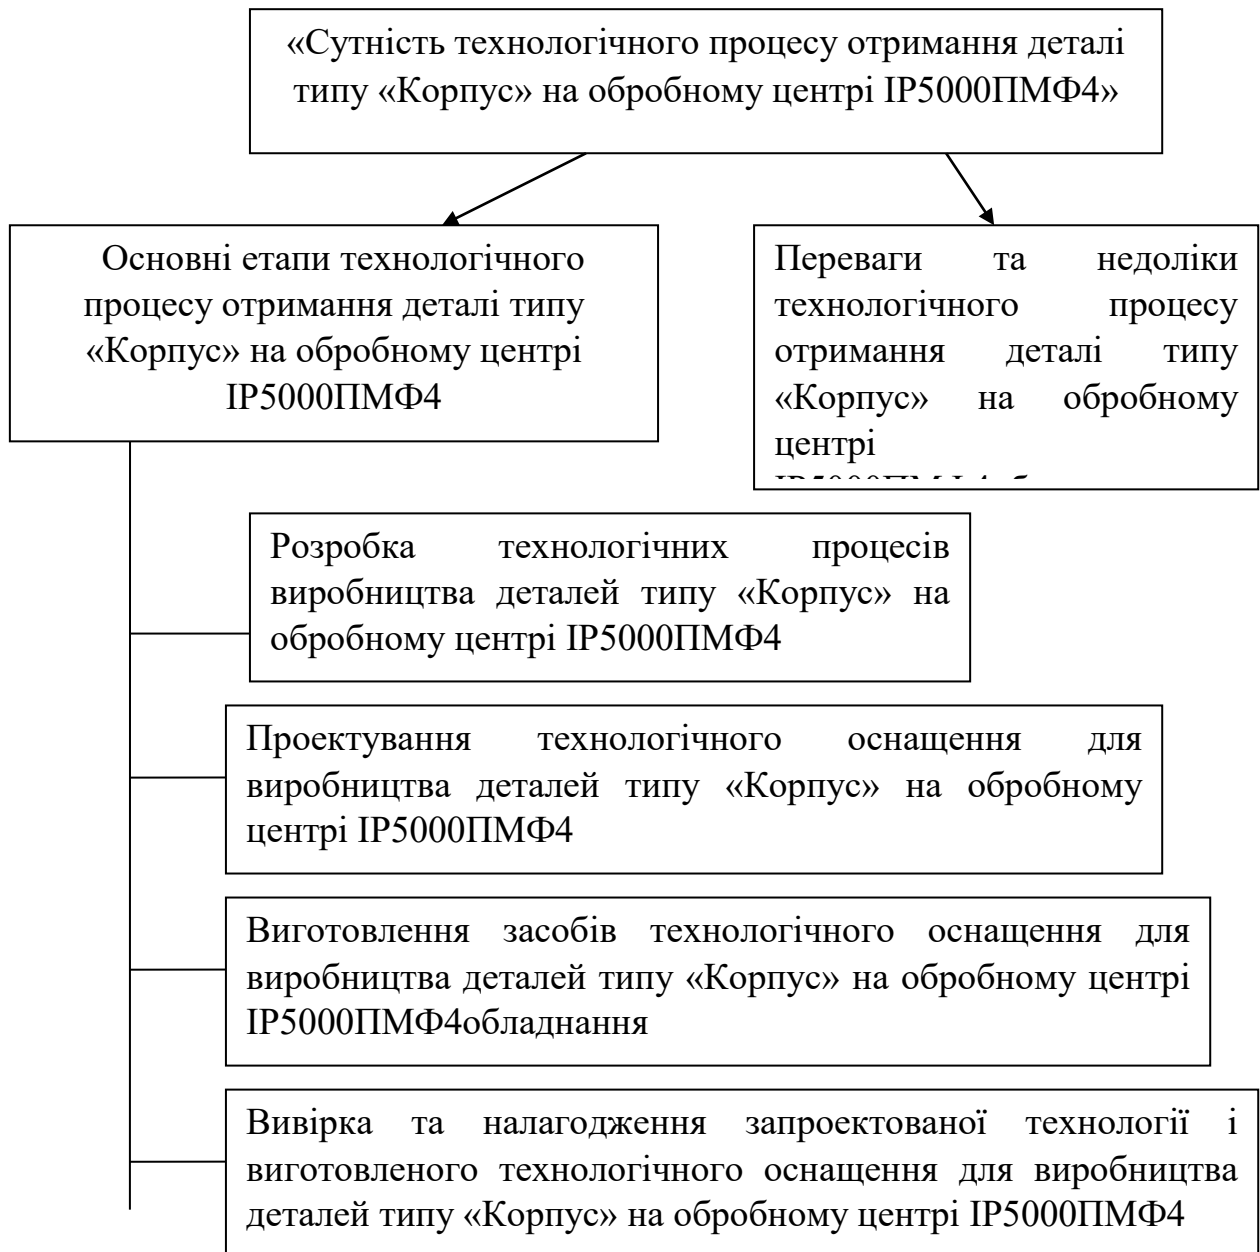 «Сутність технологічного процесу отримання деталі
типу «Корпус» на обробному центрі ІР5000ПМФ4»
Основні етапи технологічного
процесу отримання деталі типу
«Корпус» на обробному центрі
ІР5000ПМФ4
Переваги та недоліки
технологічного процесу
отримання деталі типу
«Корпус» на обробному
центрі
Розробка технологічних процесів
виробництва деталей типу «Корпус» на
обробному центрі ІР5000ПМФ4
Проектування технологічного оснащення для
виробництва деталей типу «Корпус» на обробному
центрі ІР5000ПМФ4
Виготовлення засобів технологічного оснащення для
виробництва деталей типу «Корпус» на обробному центрі
ІР5000ПМФ4обладнання
Вивірка та налагодження запроектованої технології і
виготовленого технологічного оснащення для виробництва
деталей типу «Корпус» на обробному центрі ІР5000ПМФ4